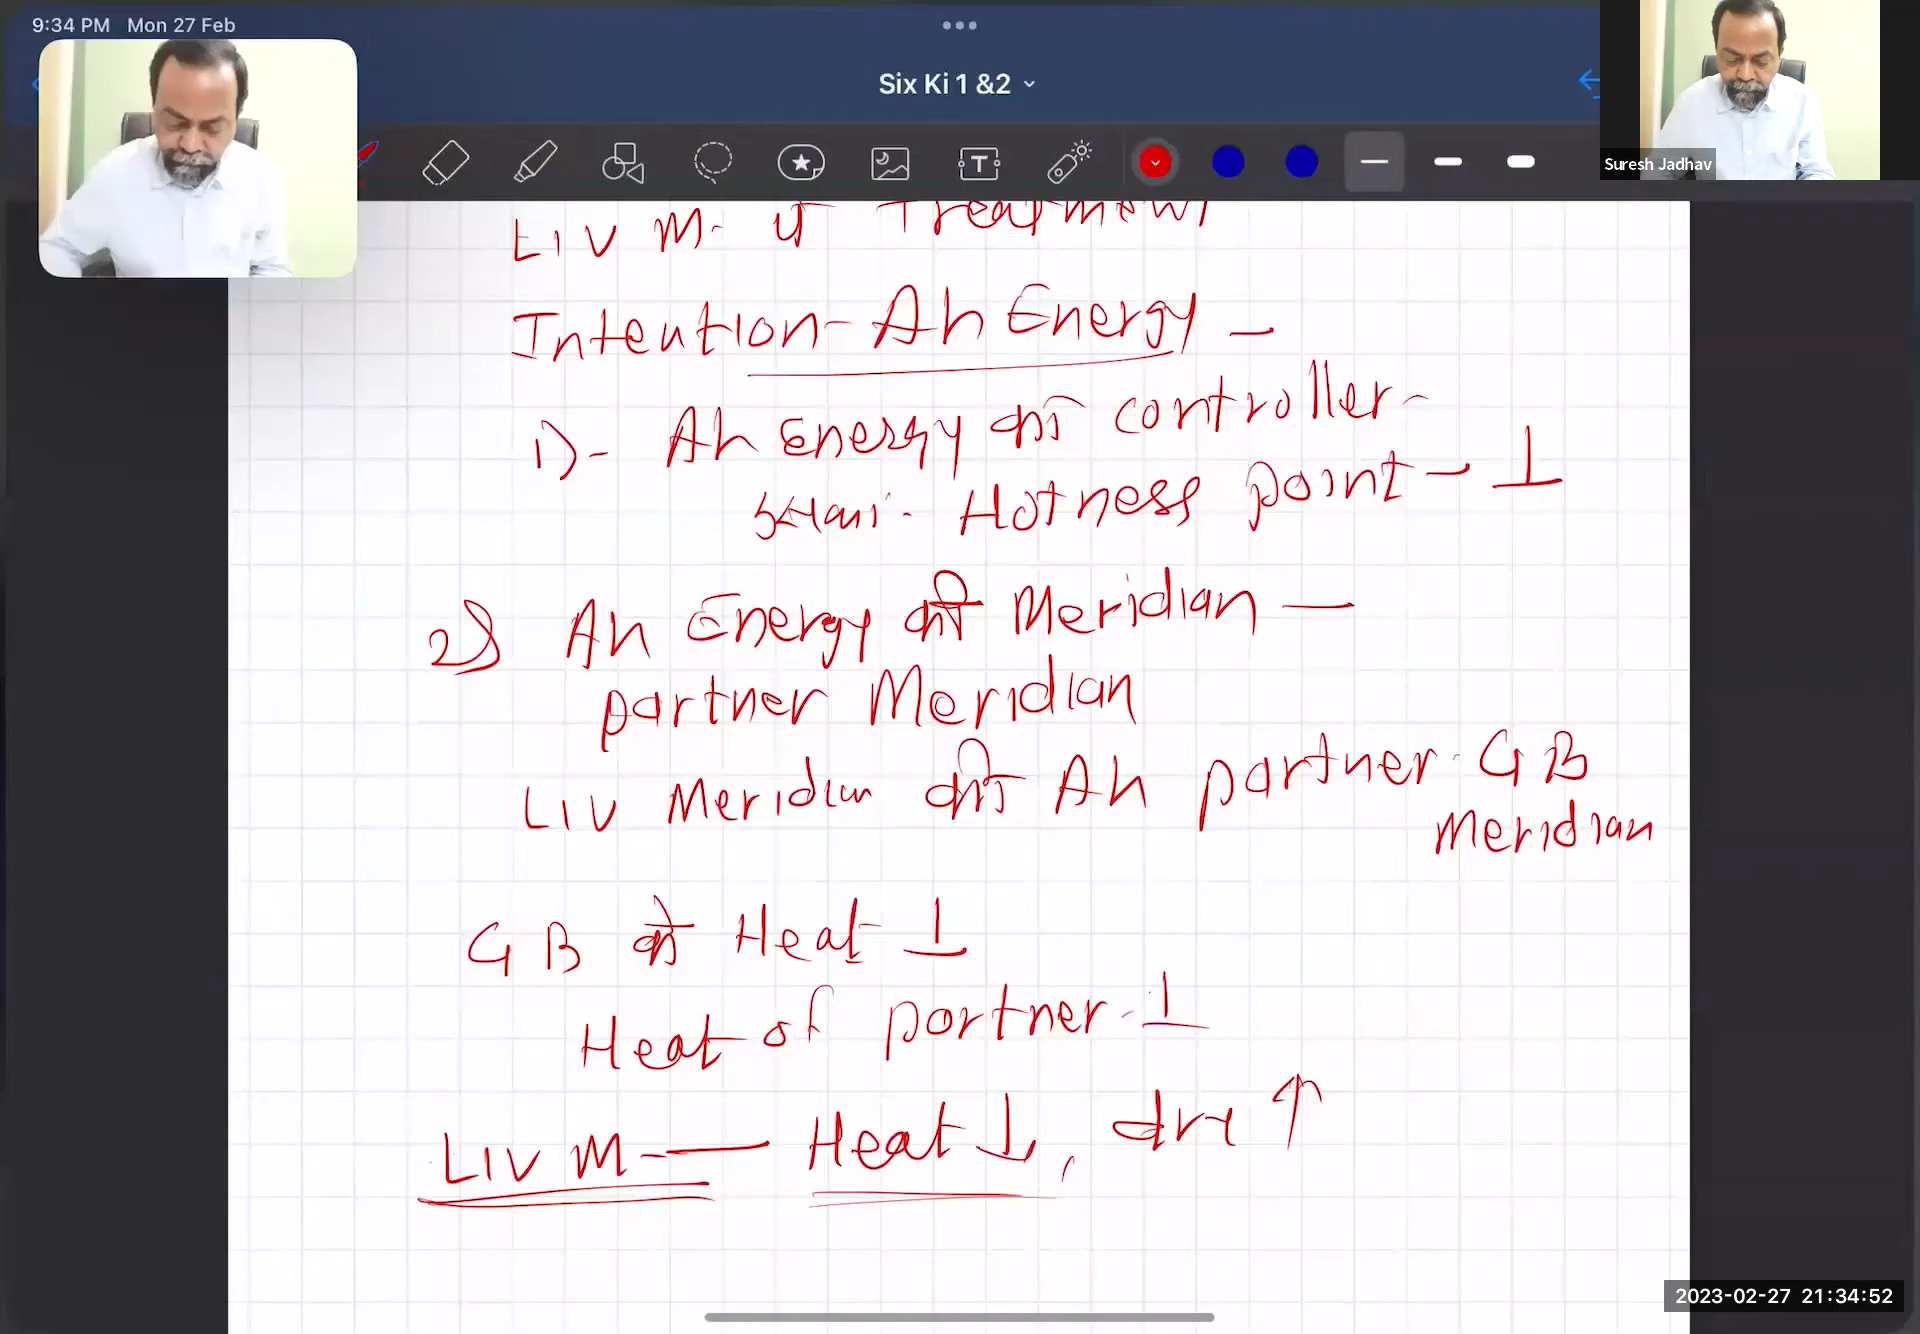 9:34 PM Mon 27 Feb
Six Ki 1 &2
Suresh Jadhav
Liv M. पे Treatment
Intention - Ah Energy -
1) - Ah Energy का controller -
Hotness point - ⊥
2) Ah Energy की Meridian —
partner Meridian
Liv Meridian की Ah partner. GB
Meridian
GB के Heat ⊥
Heat of partner - ⊥
Liv M - — Heat ⊥, dry ↑
2023-02-27 21:34:52